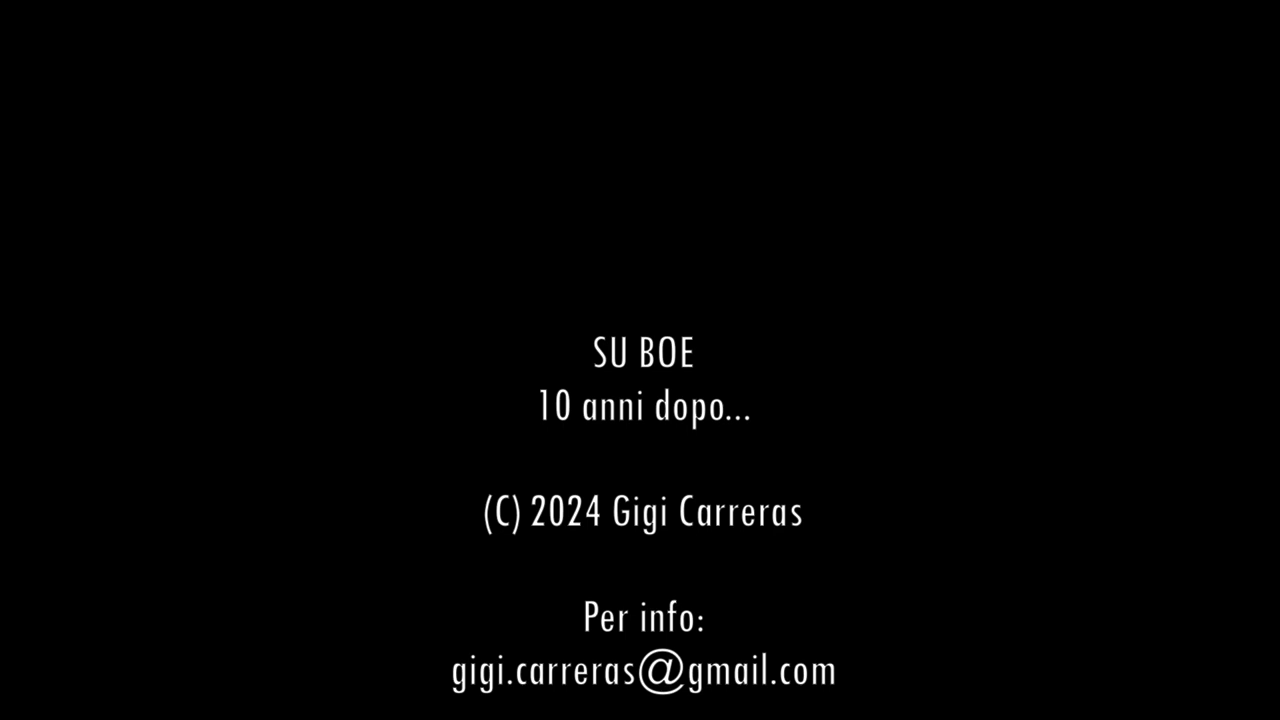 SU BOE
10 anni dopo...
(C) 2024 Gigi Carreras
Per info:
gigi.carreras@gmail.com